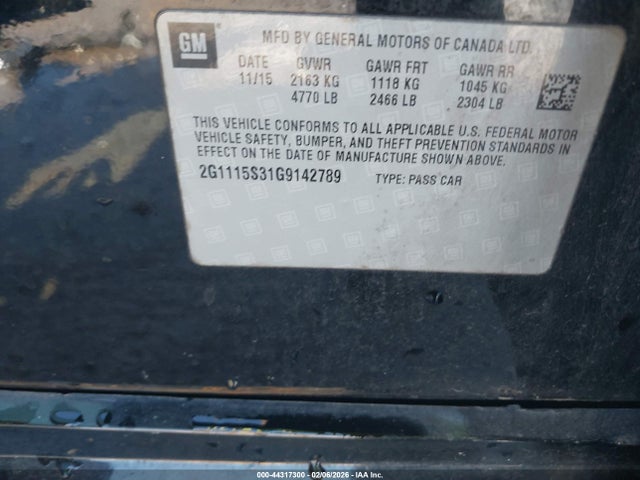 GM
MFD BY GENERAL MOTORS OF CANADA LTD.
DATE GVWR GAWR FRT GAWR RR
11/15 2163 KG 1118 KG 1045 KG
4770 LB 2466 LB 2304 LB
THIS VEHICLE CONFORMS TO ALL APPLICABLE U.S. FEDERAL MOTOR
VEHICLE SAFETY, BUMPER, AND THEFT PREVENTION STANDARDS IN
EFFECT ON THE DATE OF MANUFACTURE SHOWN ABOVE.
2G1115S31G9142789 TYPE: PASS CAR
000-44317300 - 02/06/2026 - IAA Inc.